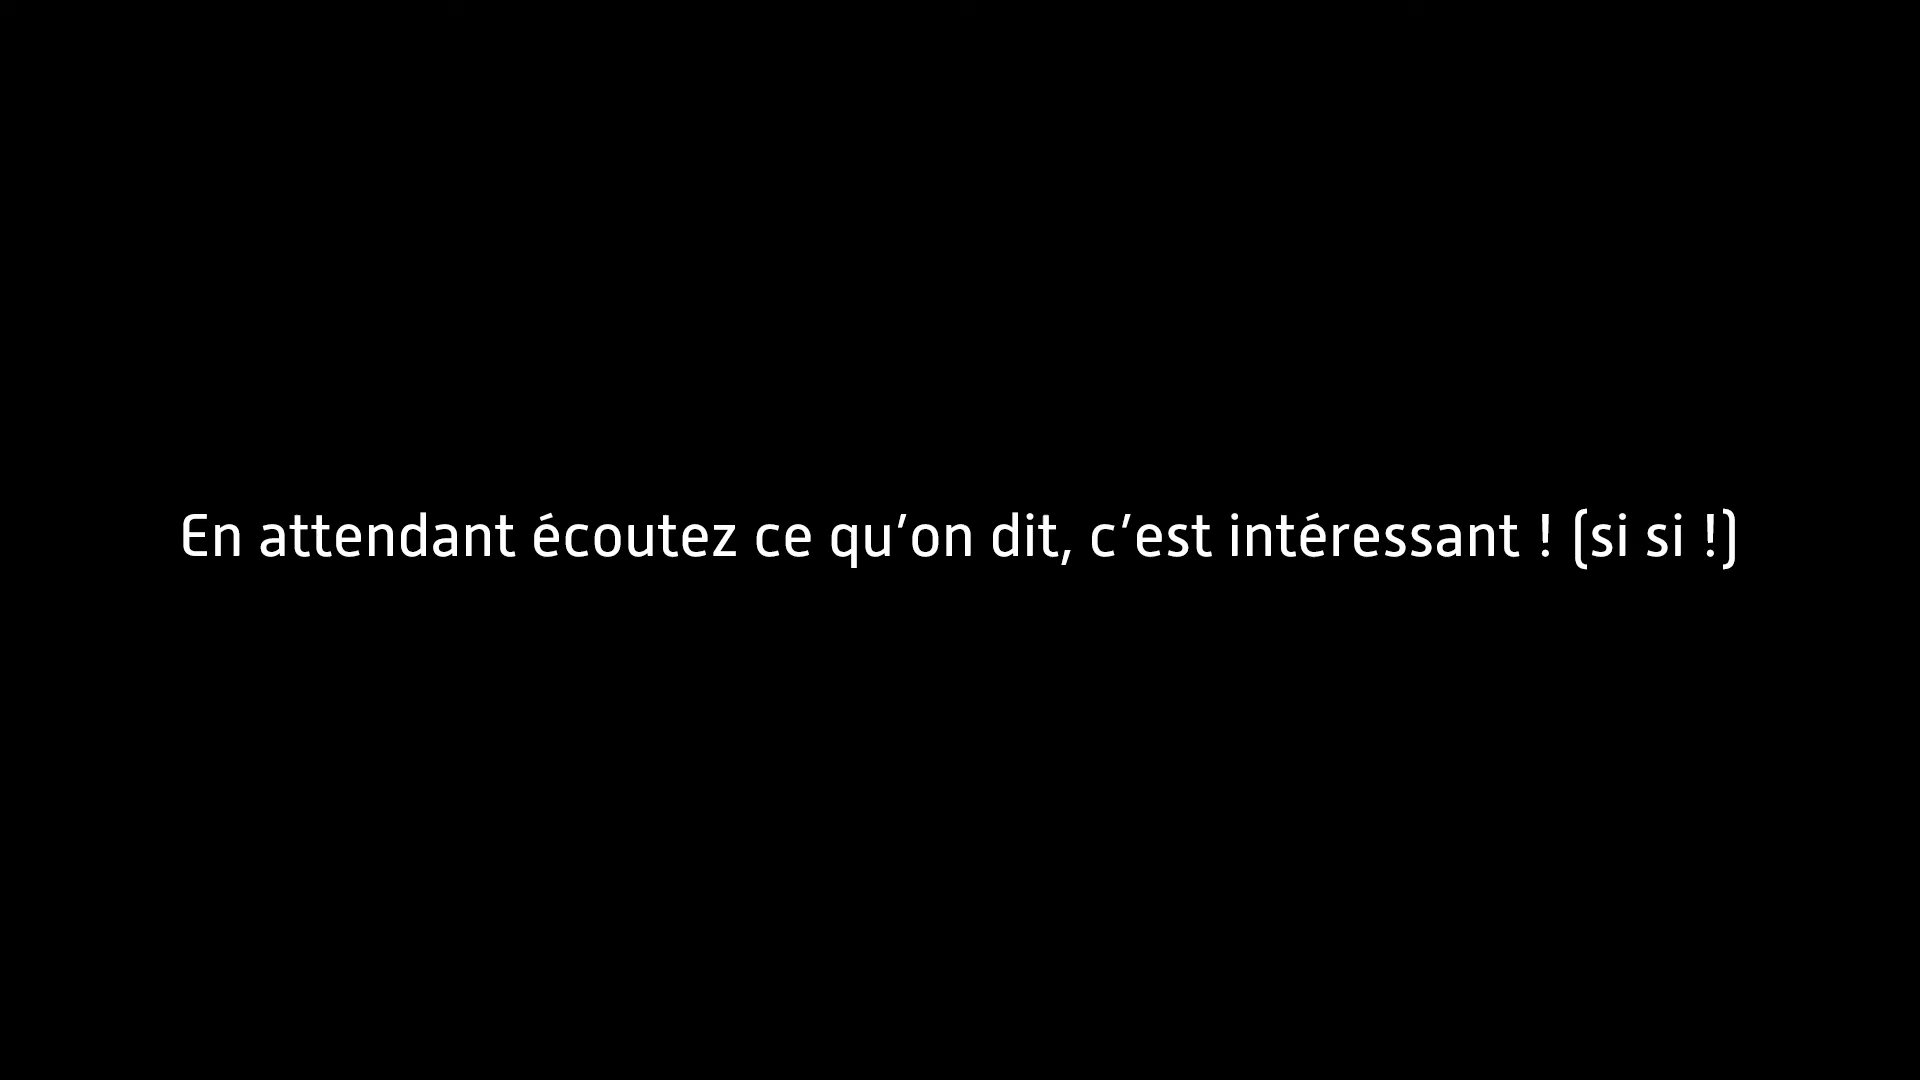 En attendant écoutez ce qu’on dit, c’est intéressant ! (si si !)